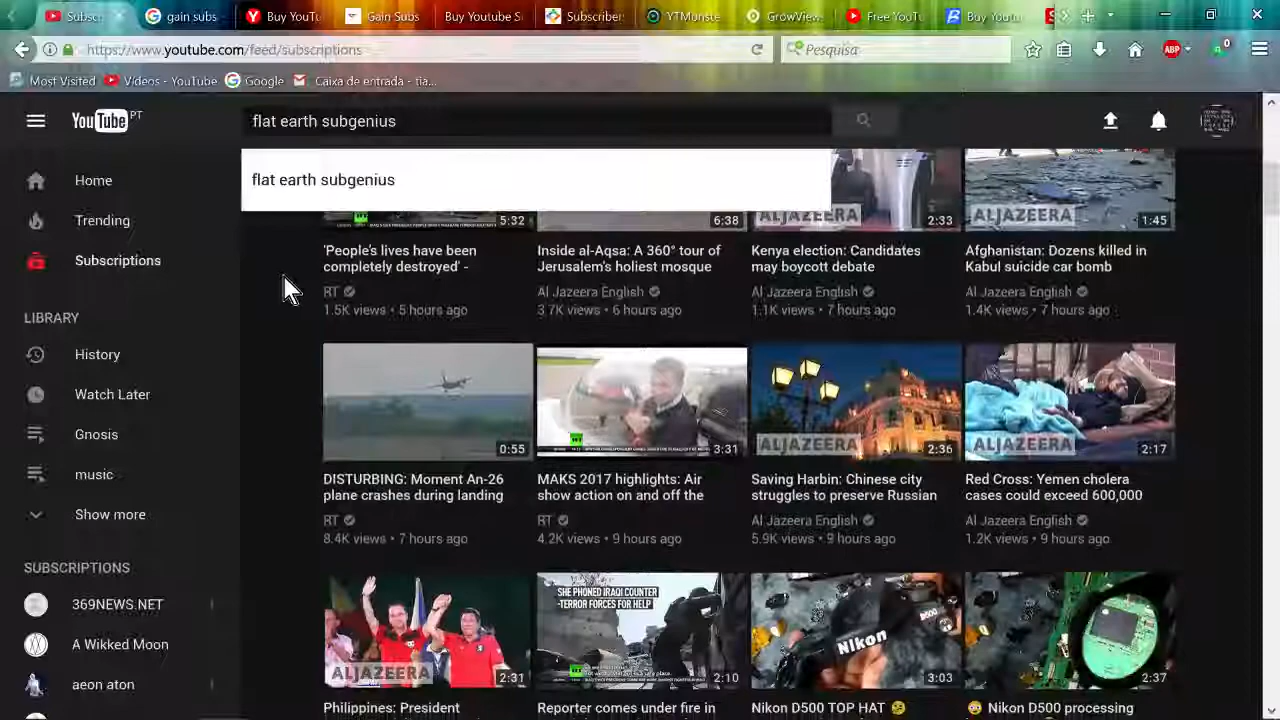 Subsc
gain subs
Buy YouTu
Gain Subs
Buy Youtube S
Subscriber
YTMonste
GrowView
Free YouT
Buy You
https://www.youtube.com/feed/subscriptions
Pesquisa
ABP
0
Most Visited
Videos - YouTube
Google
Caixa de entrada - tia...
YouTube PT
flat earth subgenius
flat earth subgenius
Home
Trending
Subscriptions
LIBRARY
History
Watch Later
Gnosis
music
Show more
SUBSCRIPTIONS
369NEWS.NET
A Wikked Moon
aeon aton
5:32
'People's lives have been
completely destroyed' -
RT
1.5K views • 5 hours ago
6:38
Inside al-Aqsa: A 360° tour of
Jerusalem's holiest mosque
Al Jazeera English
3.7K views • 6 hours ago
ALJAZEERA
2:33
Kenya election: Candidates
may boycott debate
Al Jazeera English
1.1K views • 7 hours ago
ALJAZEERA
1:45
Afghanistan: Dozens killed in
Kabul suicide car bomb
Al Jazeera English
1.4K views • 7 hours ago
0:55
DISTURBING: Moment An-26
plane crashes during landing
RT
8.4K views • 7 hours ago
3:31
MAKS 2017 highlights: Air
show action on and off the
RT
4.2K views • 9 hours ago
ALJAZEERA
2:36
Saving Harbin: Chinese city
struggles to preserve Russian
Al Jazeera English
5.9K views • 9 hours ago
ALJAZEERA
2:17
Red Cross: Yemen cholera
cases could exceed 600,000
Al Jazeera English
1.2K views • 9 hours ago
ALJAZEERA
2:31
Philippines: President
SHE PHONED IRAQI COUNTER
-TERROR FORCES FOR HELP
2:10
Reporter comes under fire in
D500
Nikon
3:03
Nikon D500 TOP HAT
2:37
Nikon D500 processing